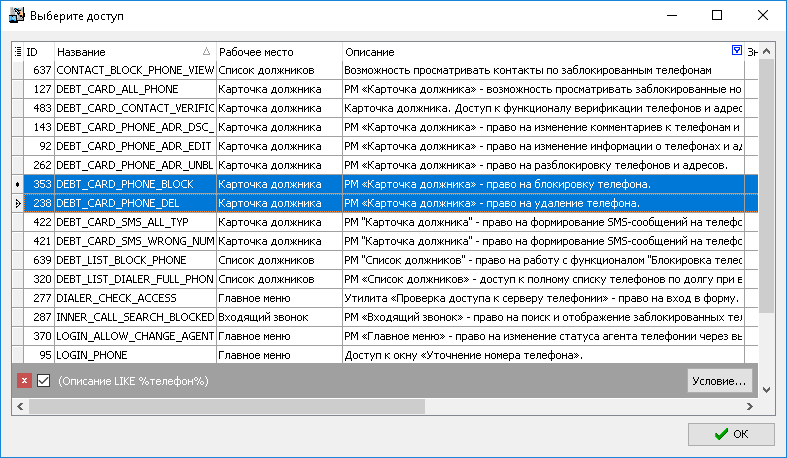 Выберите доступ
ID Название Рабочее место Описание Зн
637 CONTACT_BLOCK_PHONE_VIEW Список должников Возможность просматривать контакты по заблокированным телефонам
127 DEBT_CARD_ALL_PHONE Карточка должника РМ «Карточка должника» - возможность просматривать заблокированные но
483 DEBT_CARD_CONTACT_VERIFIC Карточка должника Карточка должника. Доступ к функционалу верификации телефонов и адрес
143 DEBT_CARD_PHONE_ADR_DSC_ Карточка должника РМ «Карточка должника» - право на изменение комментариев к телефонам и
92 DEBT_CARD_PHONE_ADR_EDIT Карточка должника РМ «Карточка должника» - право на изменение информации о телефонах и ад
262 DEBT_CARD_PHONE_ADR_UNBL Карточка должника РМ «Карточка должника» - право на разблокировку телефонов и адресов.
353 DEBT_CARD_PHONE_BLOCK Карточка должника РМ «Карточка должника» - право на блокировку телефона.
238 DEBT_CARD_PHONE_DEL Карточка должника РМ «Карточка должника» - право на удаление телефона.
422 DEBT_CARD_SMS_ALL_TYP Карточка должника РМ "Карточка должника" - право на формирование SMS-сообщений на телефо
421 DEBT_CARD_SMS_WRONG_NUM Карточка должника РМ "Карточка должника" - право на формирование SMS-сообщений на телефо
639 DEBT_LIST_BLOCK_PHONE Список должников РМ "Список должников" - право на работу с функционалом "Блокировка телес
320 DEBT_LIST_DIALER_FULL_PHON Список должников РМ «Список должников» - доступ к полному списку телефонов по долгу при в
277 DIALER_CHECK_ACCESS Главное меню Утилита «Проверка доступа к серверу телефонии» - право на вход в форму.
287 INNER_CALL_SEARCH_BLOCKED Входящий звонок РМ «Входящий звонок» - право на поиск и отображение заблокированных тел
370 LOGIN_ALLOW_CHANGE_AGENT Главное меню РМ «Главное меню» - право на изменение статуса агента телефонии через вы
95 LOGIN_PHONE Главное меню Доступ к окну «Уточнение номера телефона».
(Описание LIKE %телефон%) Условие...
OK